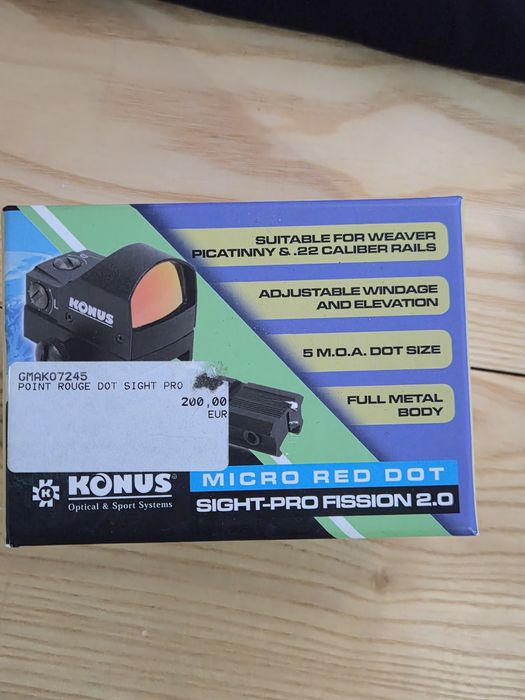 SUITABLE FOR WEAVER
PICATINNY & .22 CALIBER RAILS
ADJUSTABLE WINDAGE
AND ELEVATION
5 M.O.A. DOT SIZE
FULL METAL
BODY
KONUS
GMAK07245
POINT ROUGE DOT SIGHT PRO
200,00
EUR
K
KONUS®
Optical & Sport Systems
MICRO RED DOT
SIGHT-PRO FISSION 2.0